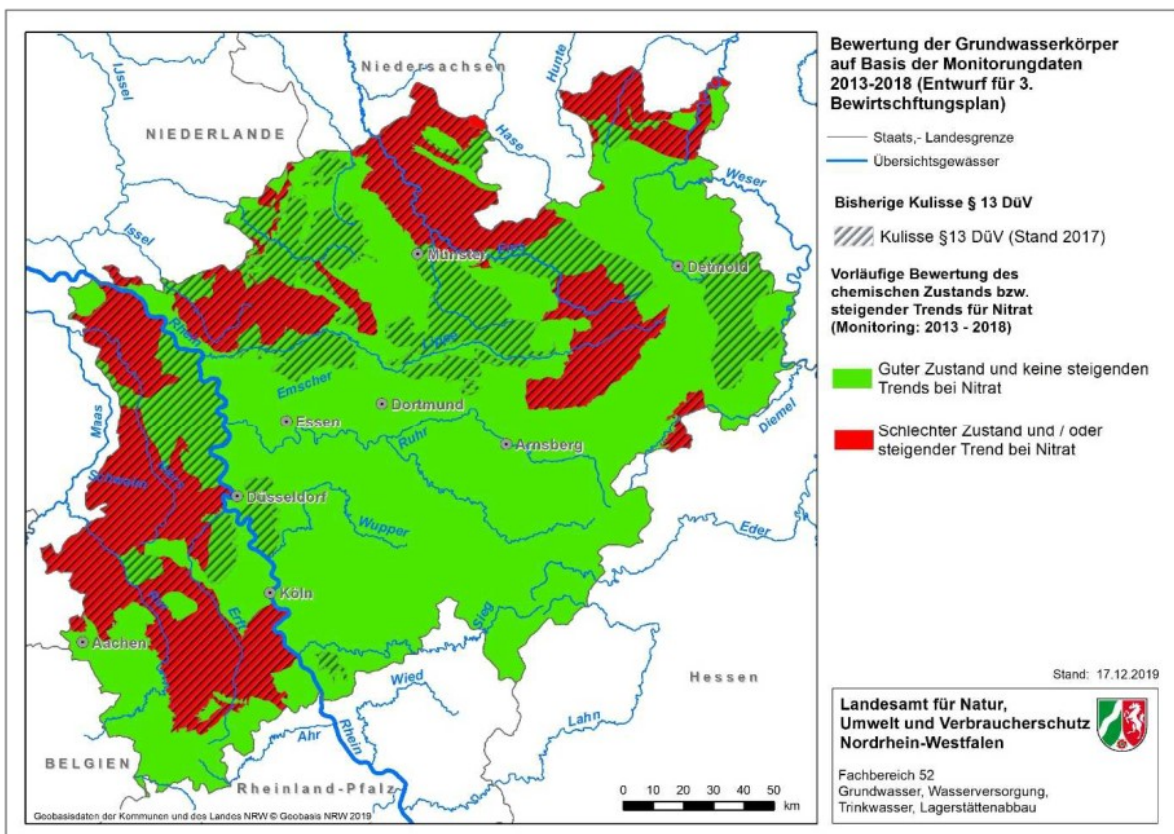 Bewertung der Grundwasserkörper
auf Basis der Monitorungdaten
2013-2018 (Entwurf für 3.
Bewirtschftungsplan)
Staats,- Landesgrenze
Übersichtsgewässer
Bisherige Kulisse § 13 DüV
Kulisse §13 DüV (Stand 2017)
Vorläufige Bewertung des
chemischen Zustands bzw.
steigender Trends für Nitrat
(Monitoring: 2013 - 2018)
Guter Zustand und keine steigenden
Trends bei Nitrat
Schlechter Zustand und / oder
steigender Trend bei Nitrat
Stand: 17.12.2019
Landesamt für Natur,
Umwelt und Verbraucherschutz
Nordrhein-Westfalen
Fachbereich 52
Grundwasser, Wasserversorgung,
Trinkwasser, Lagerstättenabbau
IJssel
Niedersachsen
Hunte
NIEDERLANDE
Hase
Weser
Issel
Ems
Münster
Detmold
Rhein
Lippe
Emscher
Dortmund
Essen
Maas
Ruhr
Arnsberg
Diemel
Niers
Schwalm
Düsseldorf
Wupper
Eder
Köln
Rur
Erft
Sieg
Aachen
Wied
Hessen
Lahn
Ahr
Rhein
BELGIEN
Rheinland-Pfalz
0 10 20 30 40 50
km
Geobasisdaten der Kommunen und des Landes NRW © Geobasis NRW 2019